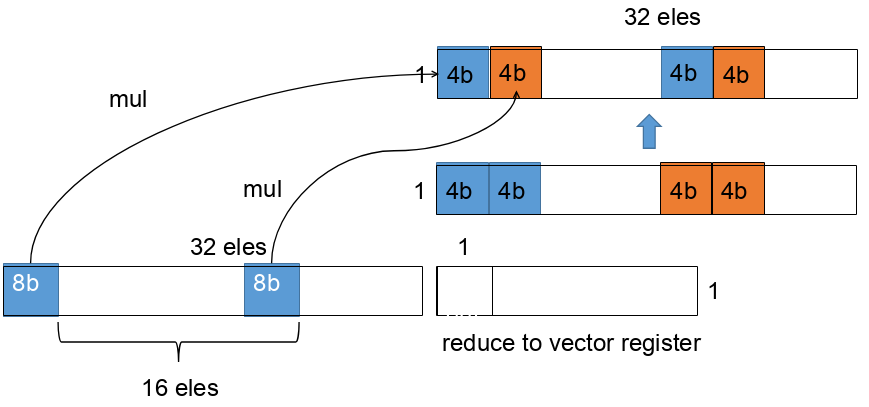 32 eles
1
4b
4b
4b
4b
mul
mul
1
4b
4b
4b
4b
32 eles
1
8b
8b
1
reduce to vector register
16 eles